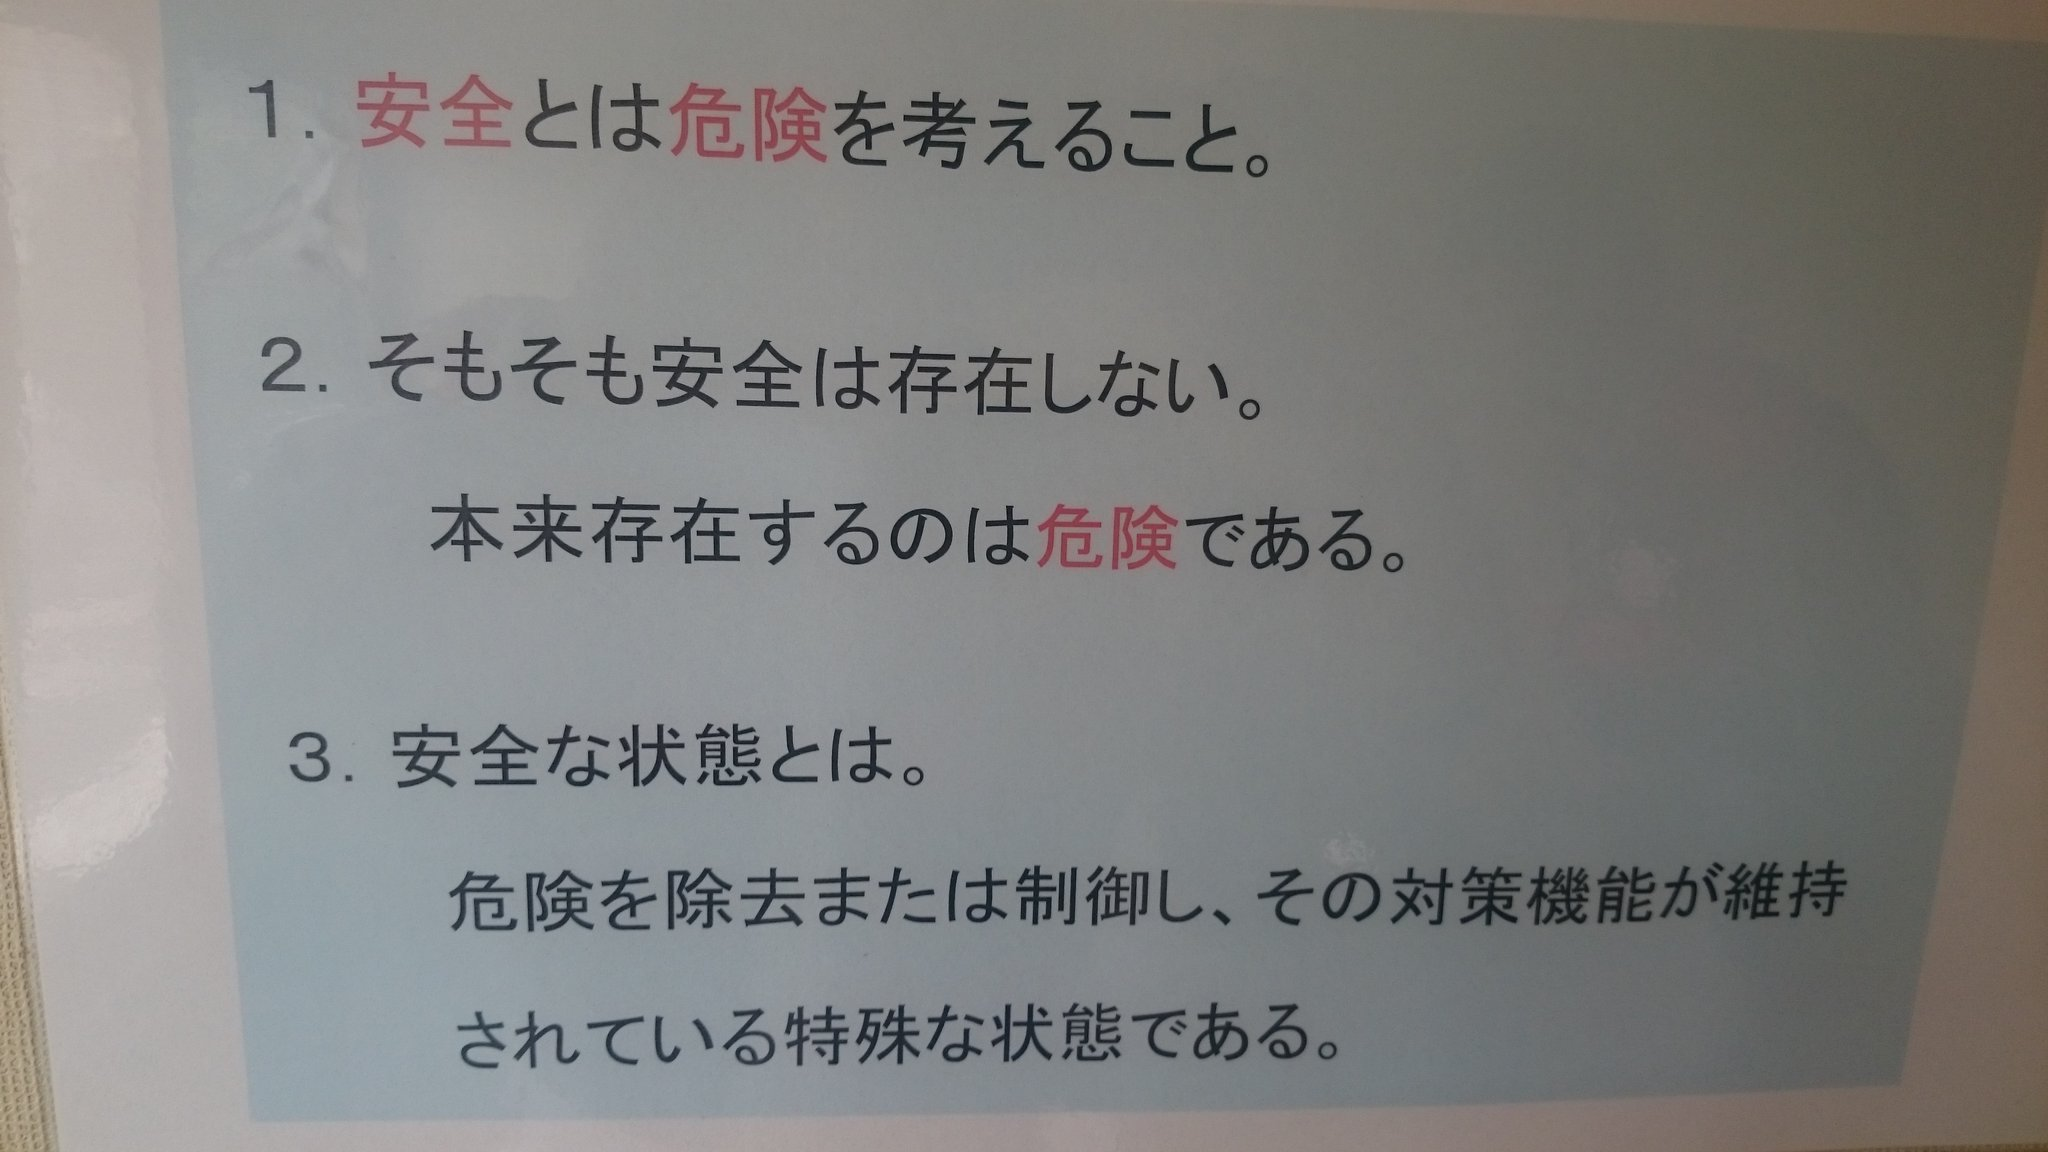 １．安全とは危険を考えること。
２．そもそも安全は存在しない。
本来存在するのは危険である。
３．安全な状態とは。
危険を除去または制御し、その対策機能が維持
されている特殊な状態である。